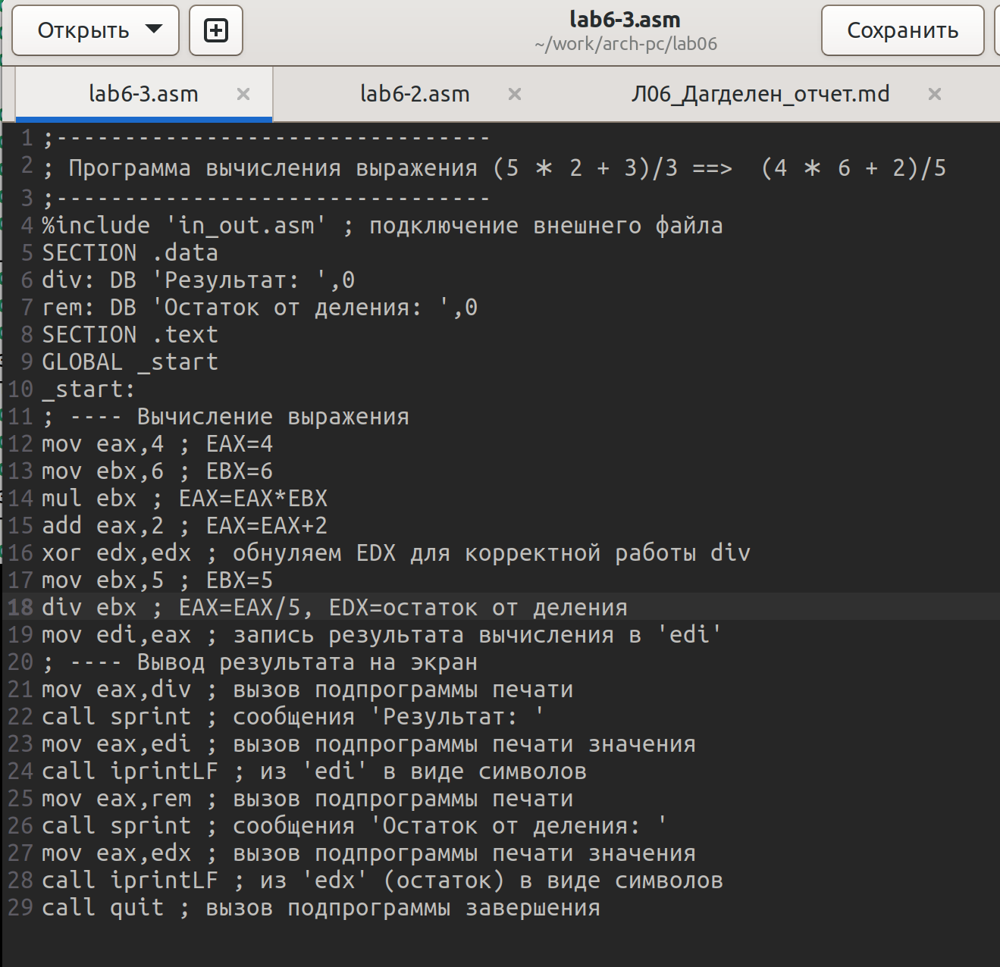 Открыть
lab6-3.asm
~/work/arch-pc/lab06
Сохранить
lab6-3.asm
lab6-2.asm
Л06_Дагделен_отчет.md
1 ;--------------------------------
2 ; Программа вычисления выражения (5 * 2 + 3)/3 ==>  (4 * 6 + 2)/5
3 ;--------------------------------
4 %include 'in_out.asm' ; подключение внешнего файла
5 SECTION .data
6 div: DB 'Результат: ',0
7 rem: DB 'Остаток от деления: ',0
8 SECTION .text
9 GLOBAL _start
10 _start:
11 ; ---- Вычисление выражения
12 mov eax,4 ; EAX=4
13 mov ebx,6 ; EBX=6
14 mul ebx ; EAX=EAX*EBX
15 add eax,2 ; EAX=EAX+2
16 xor edx,edx ; обнуляем EDX для корректной работы div
17 mov ebx,5 ; EBX=5
18 div ebx ; EAX=EAX/5, EDX=остаток от деления
19 mov edi,eax ; запись результата вычисления в 'edi'
20 ; ---- Вывод результата на экран
21 mov eax,div ; вызов подпрограммы печати
22 call sprint ; сообщения 'Результат: '
23 mov eax,edi ; вызов подпрограммы печати значения
24 call iprintLF ; из 'edi' в виде символов
25 mov eax,rem ; вызов подпрограммы печати
26 call sprint ; сообщения 'Остаток от деления: '
27 mov eax,edx ; вызов подпрограммы печати значения
28 call iprintLF ; из 'edx' (остаток) в виде символов
29 call quit ; вызов подпрограммы завершения